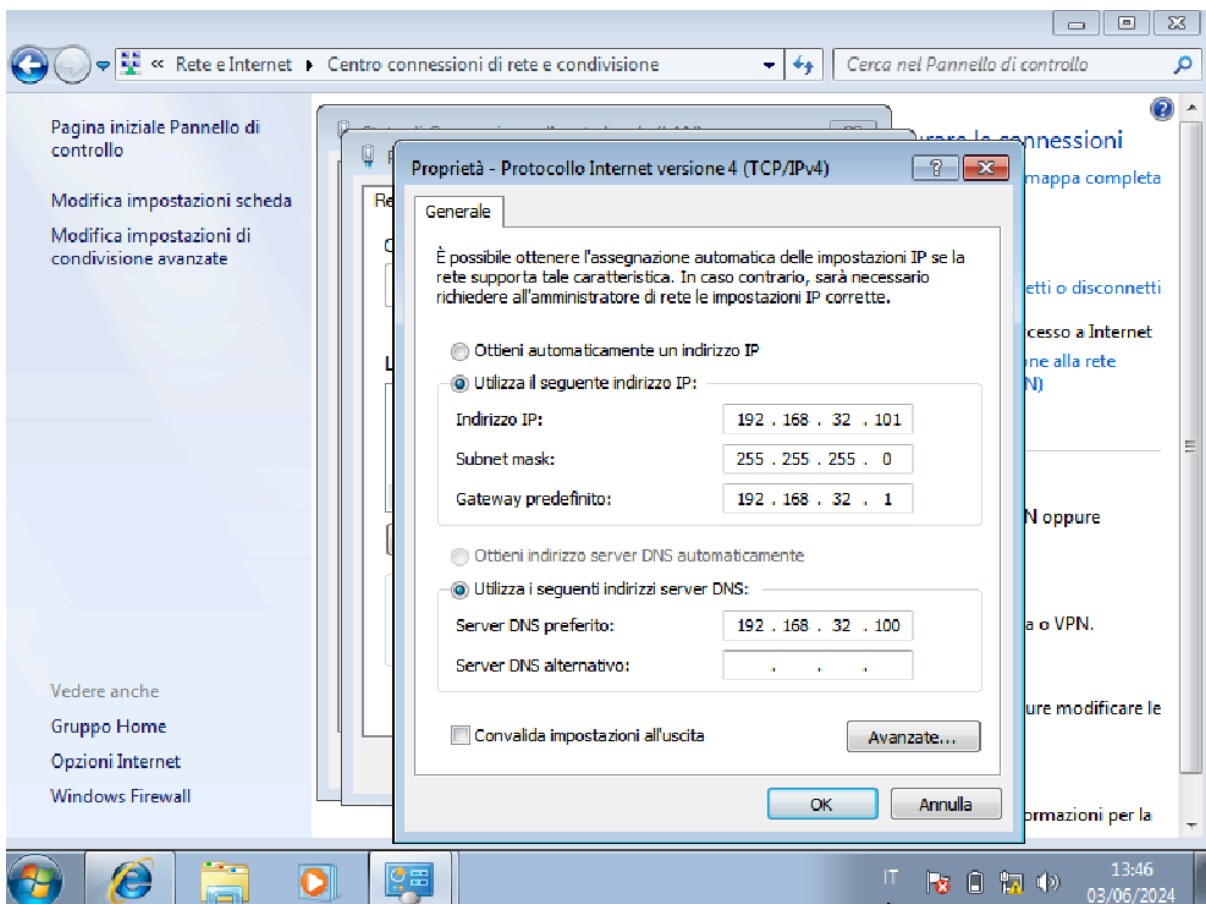 « Rete e Internet ▸ Centro connessioni di rete e condivisione
Cerca nel Pannello di controllo
Pagina iniziale Pannello di
controllo
Modifica impostazioni scheda
Modifica impostazioni di
condivisione avanzate
Vedere anche
Gruppo Home
Opzioni Internet
Windows Firewall
Proprietà - Protocollo Internet versione 4 (TCP/IPv4)
Generale
È possibile ottenere l'assegnazione automatica delle impostazioni IP se la
rete supporta tale caratteristica. In caso contrario, sarà necessario
richiedere all'amministratore di rete le impostazioni IP corrette.
Ottieni automaticamente un indirizzo IP
Utilizza il seguente indirizzo IP:
Indirizzo IP: 192 . 168 . 32 . 101
Subnet mask: 255 . 255 . 255 . 0
Gateway predefinito: 192 . 168 . 32 . 1
Ottieni indirizzo server DNS automaticamente
Utilizza i seguenti indirizzi server DNS:
Server DNS preferito: 192 . 168 . 32 . 100
Server DNS alternativo: . . .
Convalida impostazioni all'uscita
Avanzate...
OK Annulla
connessioni
mappa completa
etti o disconnetti
cesso a Internet
one alla rete
N)
N oppure
a o VPN.
ure modificare le
ormazioni per la
IT
13:46
03/06/2024